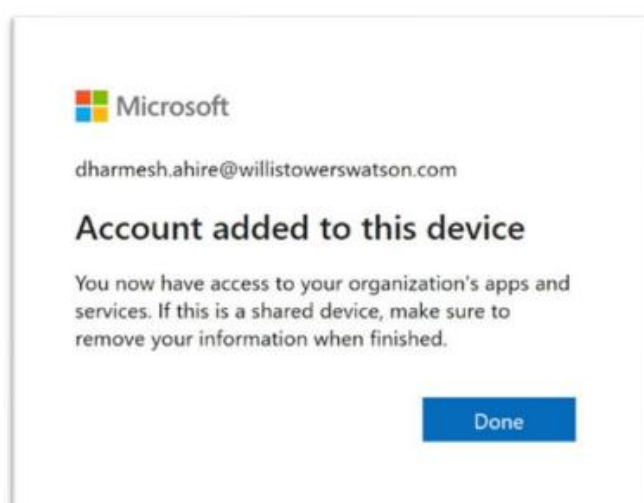 Microsoft
dharmesh.ahire@willistowerswatson.com
Account added to this device
You now have access to your organization's apps and
services. If this is a shared device, make sure to
remove your information when finished.
Done